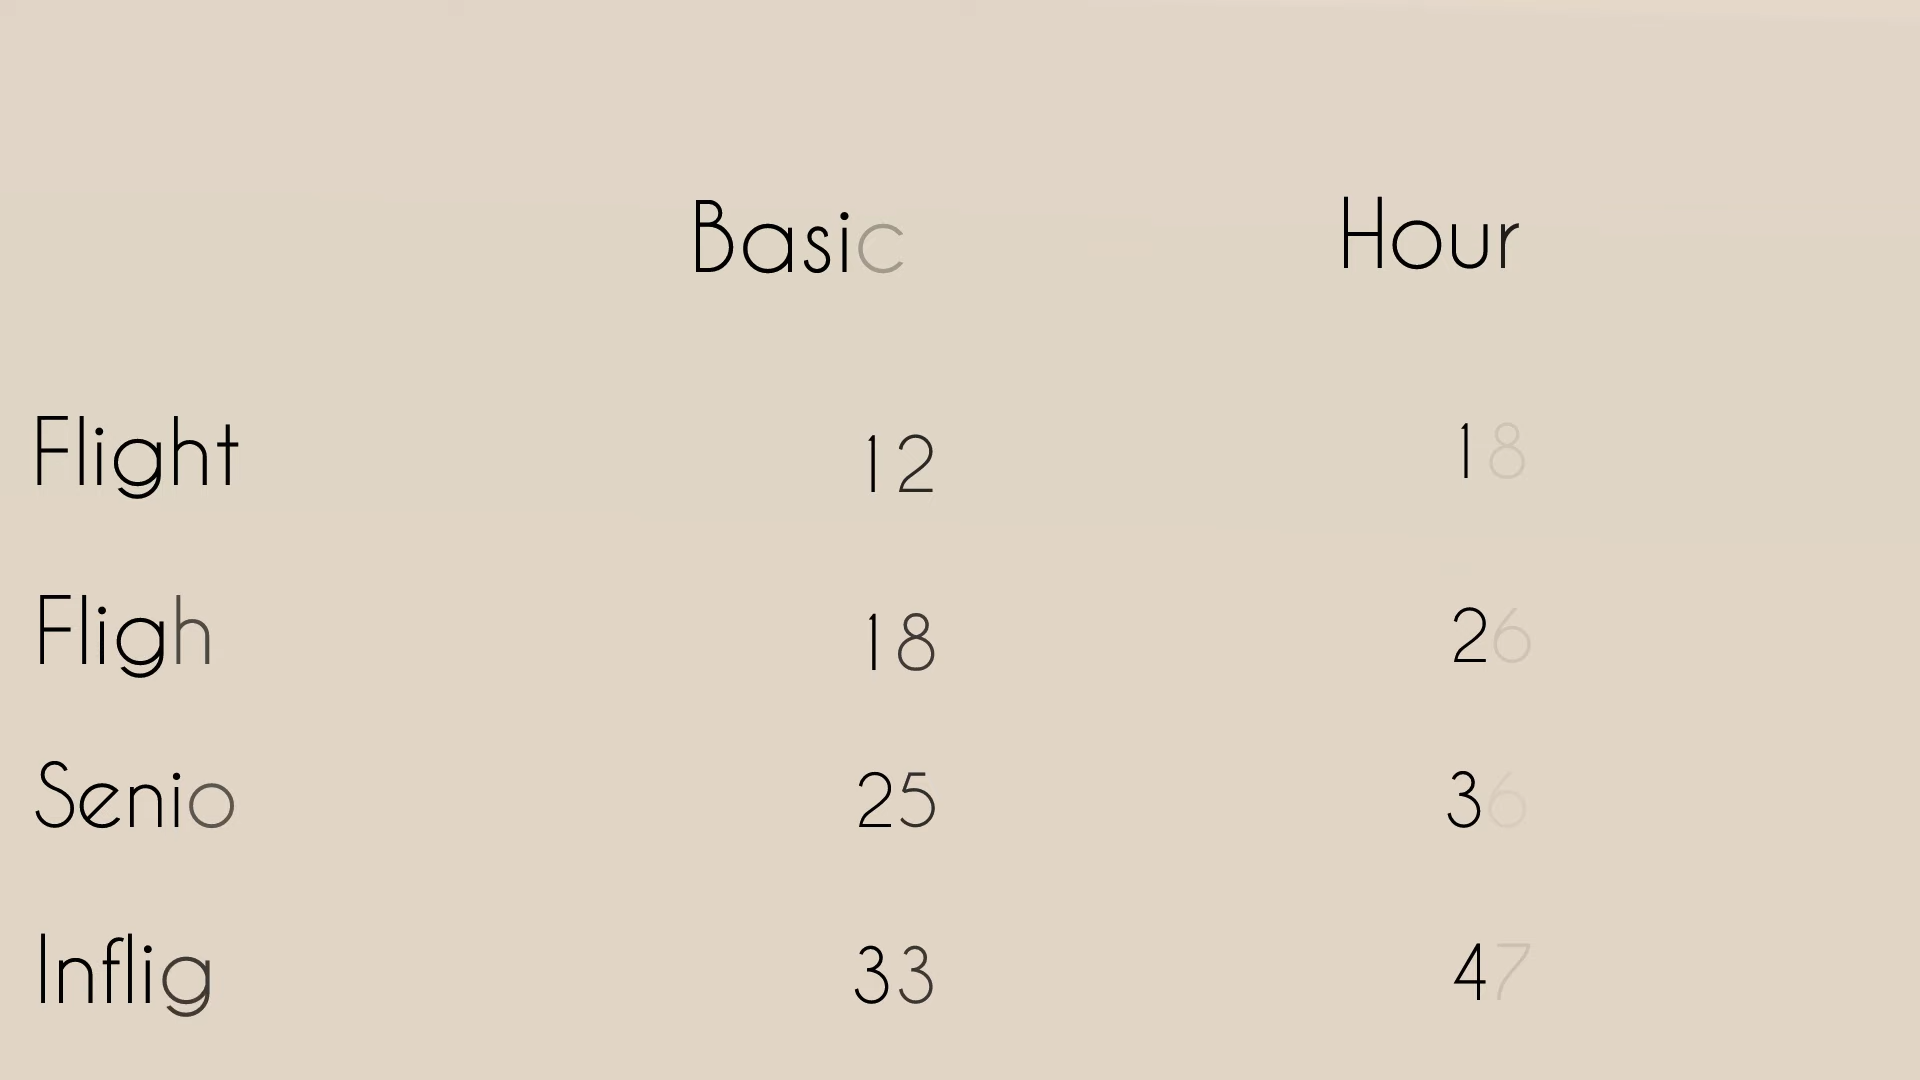 Basic Hour
Flight 12 18
Fligh 18 26
Senio 25 36
Inflig 33 47